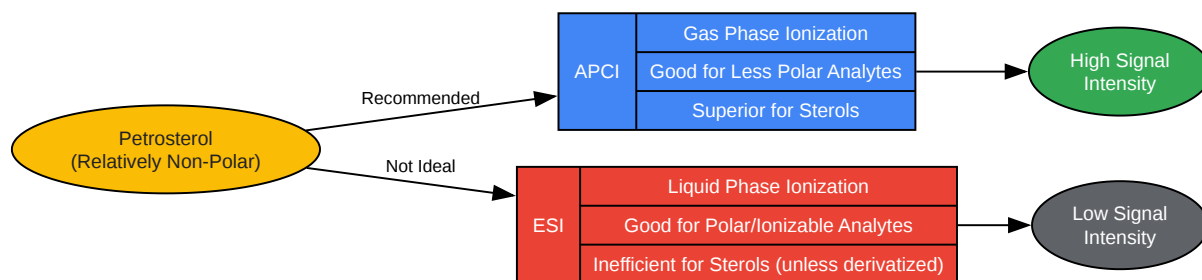 Petrosterol
(Relatively Non-Polar)
Recommended
Not Ideal
APCI
Gas Phase Ionization
Good for Less Polar Analytes
Superior for Sterols
High Signal
Intensity
ESI
Liquid Phase Ionization
Good for Polar/Ionizable Analytes
Inefficient for Sterols (unless derivatized)
Low Signal
Intensity